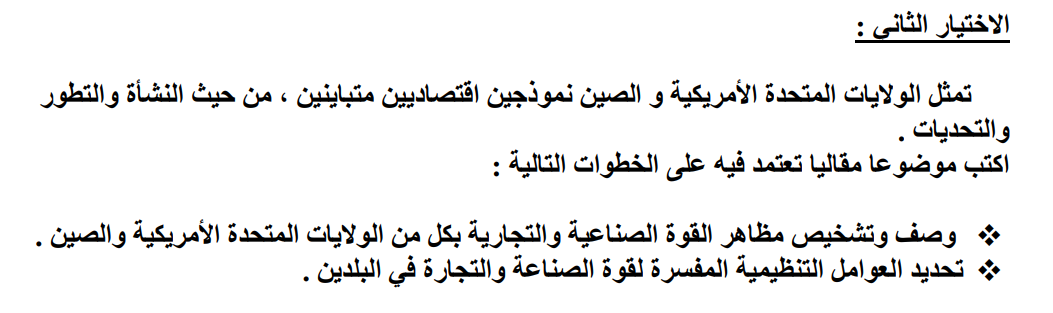 الاختيار الثاني :
تمثل الولايات المتحدة الأمريكية و الصين نموذجين اقتصاديين متباينين ، من حيث النشأة والتطور
والتحديات .
اكتب موضوعا مقاليا تعتمد فيه على الخطوات التالية :
❖ وصف وتشخيص مظاهر القوة الصناعية والتجارية بكل من الولايات المتحدة الأمريكية والصين .
❖ تحديد العوامل التنظيمية المفسرة لقوة الصناعة والتجارة في البلدين .